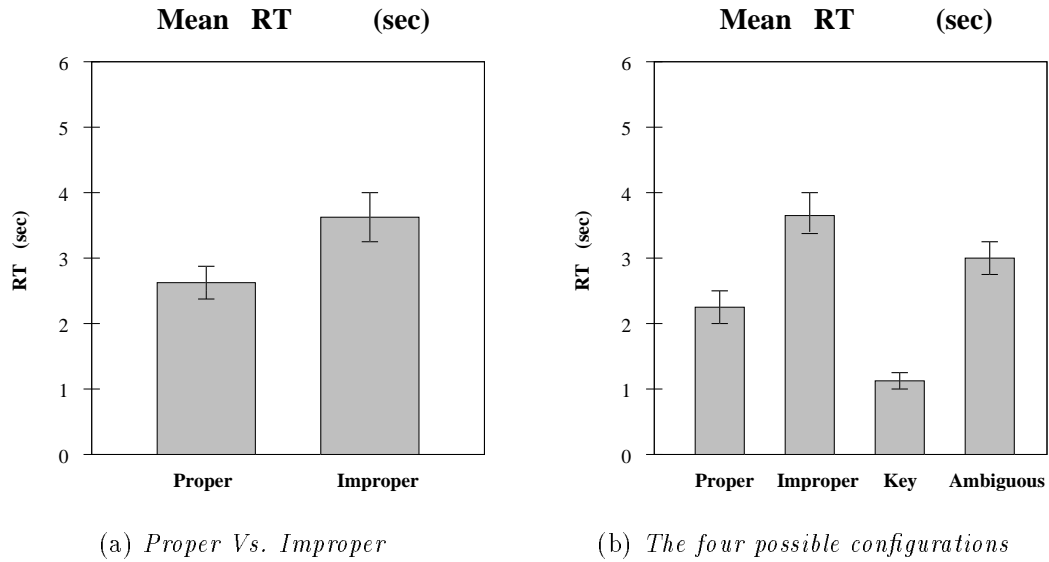 Mean RT (sec)
6
5
4
3
2
1
0
RT (sec)
Proper Improper
(a) Proper Vs. Improper
Mean RT (sec)
6
5
4
3
2
1
0
RT (sec)
Proper Improper Key Ambiguous
(b) The four possible configurations